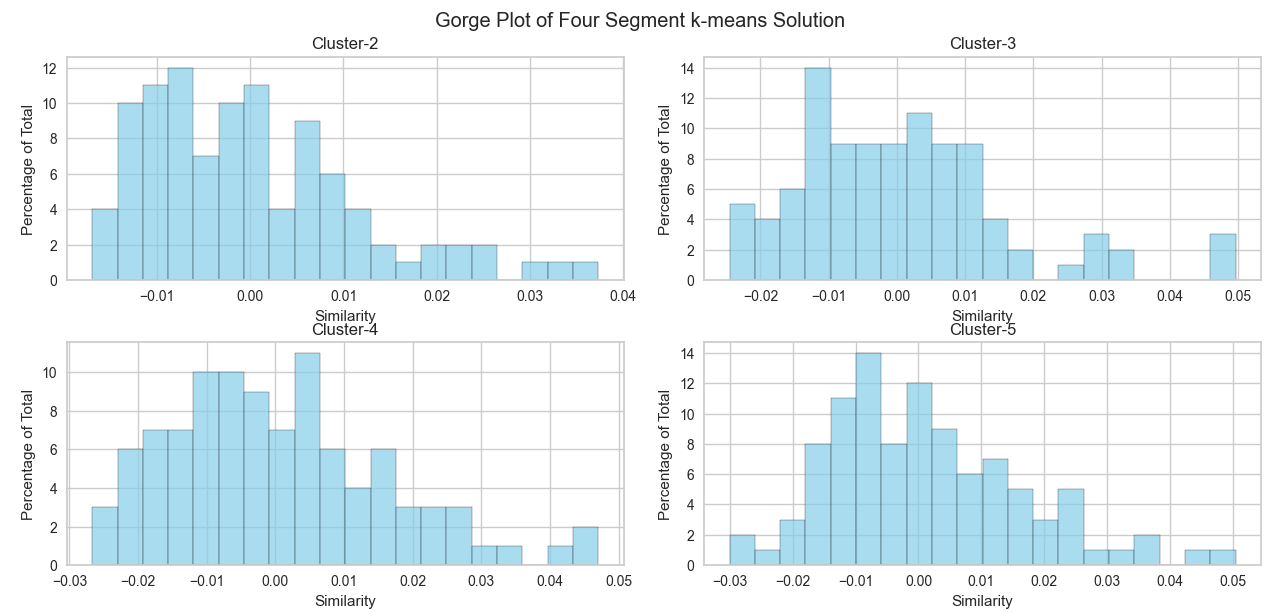 Gorge Plot of Four Segment k-means Solution
Cluster-2
Percentage of Total
12
10
8
6
4
2
0
−0.01 0.00 0.01 0.02 0.03 0.04
Similarity
Cluster-3
Percentage of Total
14
12
10
8
6
4
2
0
−0.02 −0.01 0.00 0.01 0.02 0.03 0.04 0.05
Similarity
Cluster-4
Percentage of Total
10
8
6
4
2
0
−0.03 −0.02 −0.01 0.00 0.01 0.02 0.03 0.04 0.05
Similarity
Cluster-5
Percentage of Total
14
12
10
8
6
4
2
0
−0.03 −0.02 −0.01 0.00 0.01 0.02 0.03 0.04 0.05
Similarity